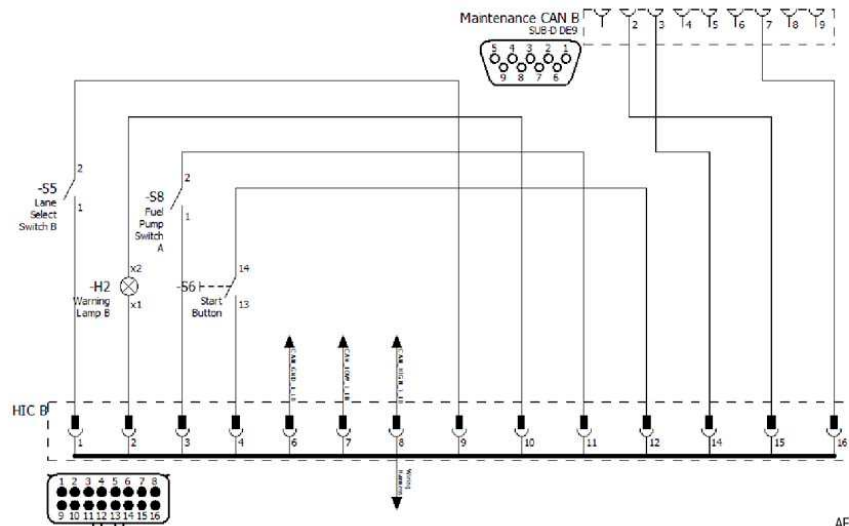 Maintenance CAN B
SUB-D DE9
2 3 4 5 6 7 8 9
5 4 3 2 1
9 8 7 6
2
-S5
Lane
Select
Switch B
1
2
-S8
Fuel
Pump
Switch
A
1
x2
-H2
Warning
Lamp B
x1
14
-S6
Start
Button
13
HIC B
1 2 3 4 6 7 8 9 10 11 12 14 15 16
1 2 3 4 5 6 7 8
9 10 11 12 13 14 15 16